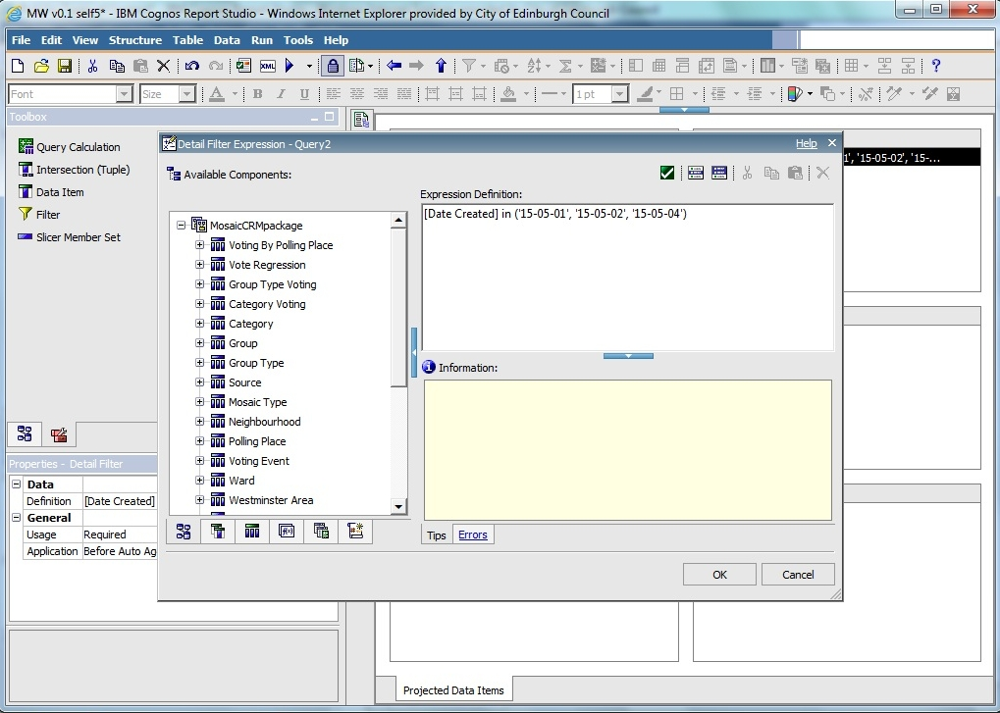 MW v0.1 self5* - IBM Cognos Report Studio - Windows Internet Explorer provided by City of Edinburgh Council
File Edit View Structure Table Data Run Tools Help
Font Size 1 pt
Toolbox
Query Calculation
Intersection (Tuple)
Data Item
Filter
Slicer Member Set
Detail Filter Expression - Query2 Help
Available Components:
MosaicCRMpackage
Voting By Polling Place
Vote Regression
Group Type Voting
Category Voting
Category
Group
Group Type
Source
Mosaic Type
Neighbourhood
Polling Place
Voting Event
Ward
Westminster Area
Expression Definition:
[Date Created] in ('15-05-01', '15-05-02', '15-05-04')
Information:
Tips Errors
OK Cancel
1', '15-05-02', '15-...
Properties - Detail Filter
Data
Definition [Date Created]
General
Usage Required
Application Before Auto Ag
Projected Data Items